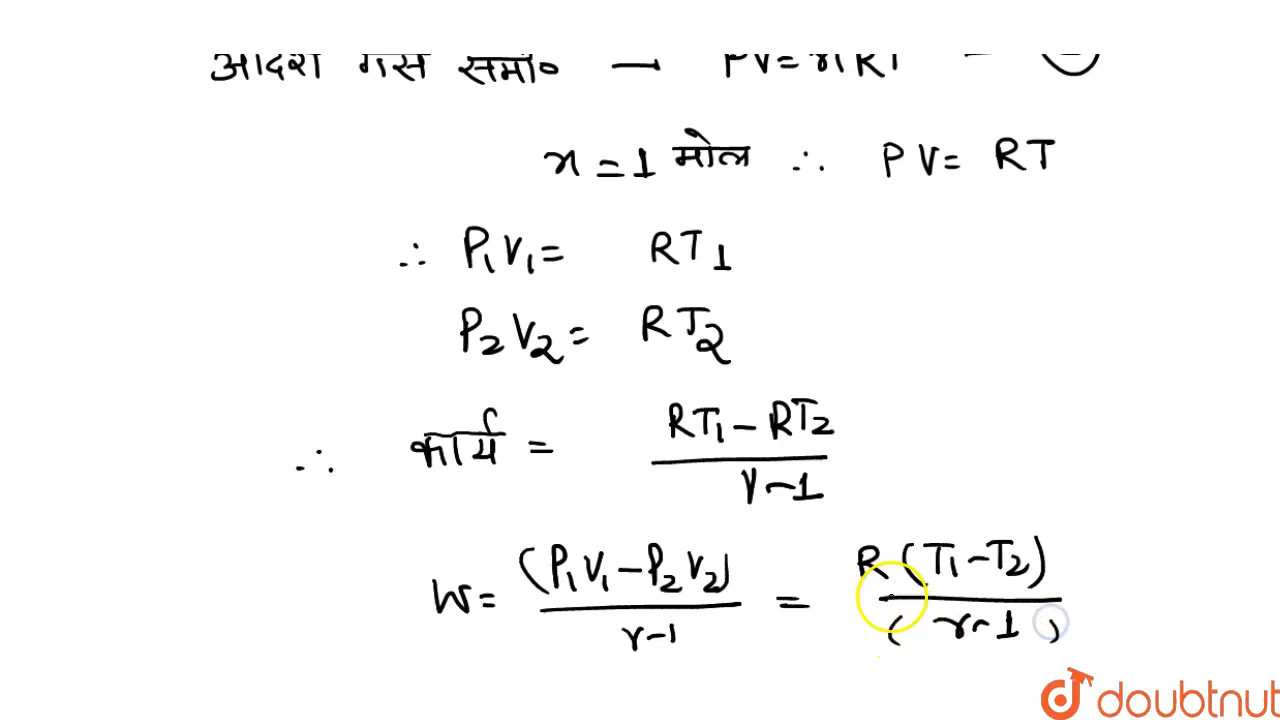 आदर्श गैस समी० → PV = nRT -
n = 1 मोल ∴ PV = RT
∴ P₁V₁ = RT₁
P₂V₂ = RT₂
∴ कार्य = (RT₁ - RT₂) / (γ - 1)
W = (P₁V₁ - P₂V₂) / (γ - 1) = R(T₁ - T₂) / (γ - 1)
doubtnut